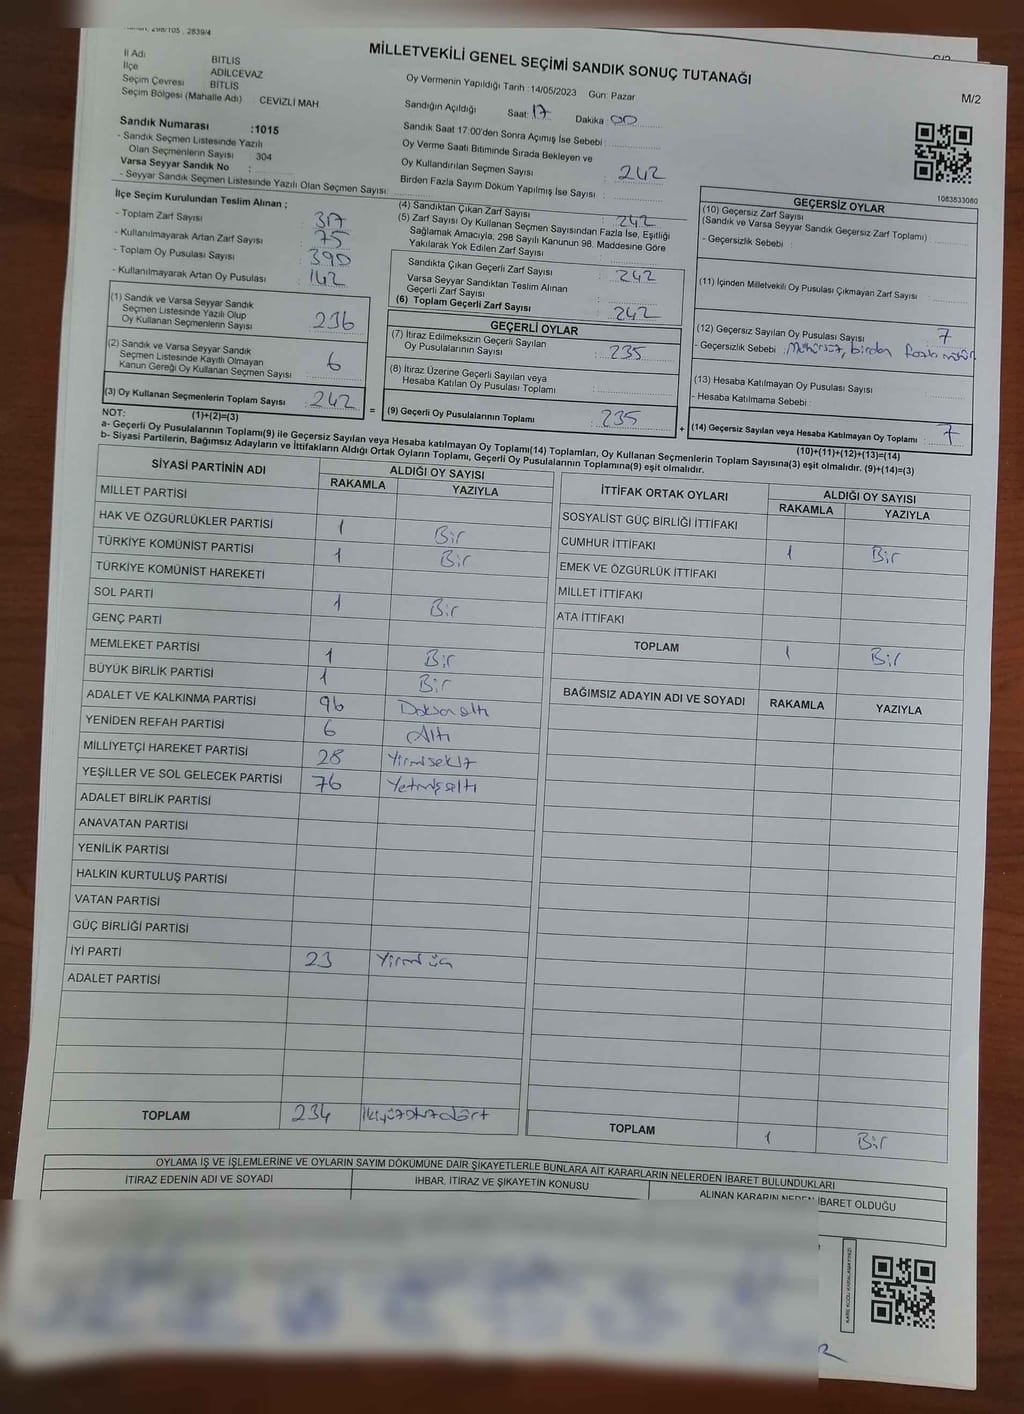 MİLLETVEKİLİ GENEL SEÇİMİ SANDIK SONUÇ TUTANAĞI
M/2
İl Adı BITLIS
İlçe ADİLCEVAZ
Seçim Çevresi BİTLİS
Seçim Bölgesi (Mahalle Adı) : CEVIZLI MAH
Oy Vermenin Yapıldığı Tarih : 14/05/2023 Gün: Pazar
Sandığın Açıldığı Saat: 17 Dakika : 00
Sandık Saat 17:00'den Sonra Açımış İse Sebebi :
Oy Verme Saati Bitiminde Sırada Bekleyen ve
Oy Kullandırılan Seçmen Sayısı : 242
Birden Fazla Sayım Döküm Yapılmış İse Sayısı :
Sandık Numarası :1015
- Sandık Seçmen Listesinde Yazılı
Olan Seçmenlerin Sayısı : 304
Varsa Seyyar Sandık No :
- Seyyar Sandık Seçmen Listesinde Yazılı Olan Seçmen Sayısı:
1083833080
İlçe Seçim Kurulundan Teslim Alınan ;
- Toplam Zarf Sayısı : 317
- Kullanılmayarak Artan Zarf Sayısı : 75
- Toplam Oy Pusulası Sayısı : 390
- Kullanılmayarak Artan Oy Pusulası : 142
(1) Sandık ve Varsa Seyyar Sandık
Seçmen Listesinde Yazılı Olup
Oy Kullanan Seçmenlerin Sayısı : 236
(2) Sandık ve Varsa Seyyar Sandık
Seçmen Listesinde Kayıtlı Olmayan
Kanun Gereği Oy Kullanan Seçmen Sayısı : 6
(3) Oy Kullanan Seçmenlerin Toplam Sayısı : 242
(1)+(2)=(3)
(4) Sandıktan Çıkan Zarf Sayısı : 242
(5) Zarf Sayısı Oy Kullanan Seçmen Sayısından Fazla İse, Eşitliği
Sağlamak Amacıyla, 298 Sayılı Kanunun 98. Maddesine Göre
Yakılarak Yok Edilen Zarf Sayısı :
Sandıkta Çıkan Geçerli Zarf Sayısı : 242
Varsa Seyyar Sandıktan Teslim Alınan
Geçerli Zarf Sayısı :
(6) Toplam Geçerli Zarf Sayısı : 242
GEÇERLİ OYLAR
(7) İtiraz Edilmeksizin Geçerli Sayılan
Oy Pusulalarının Sayısı : 235
(8) İtiraz Üzerine Geçerli Sayılan veya
Hesaba Katılan Oy Pusulası Toplamı :
= (9) Geçerli Oy Pusulalarının Toplamı : 235
GEÇERSİZ OYLAR
(10) Geçersiz Zarf Sayısı
(Sandık ve Varsa Seyyar Sandık Geçersiz Zarf Toplamı) :
- Geçersizlik Sebebi :
(11) İçinden Milletvekili Oy Pusulası Çıkmayan Zarf Sayısı :
(12) Geçersiz Sayılan Oy Pusulası Sayısı : 7
- Geçersizlik Sebebi : Mühürsüz, birden fazla mühür
(13) Hesaba Katılmayan Oy Pusulası Sayısı :
- Hesaba Katılmama Sebebi :
+ (14) Geçersiz Sayılan veya Hesaba Katılmayan Oy Toplamı : 7
(10)+(11)+(12)+(13)=(14)
NOT:
a- Geçerli Oy Pusulalarının Toplamı(9) ile Geçersiz Sayılan veya Hesaba katılmayan Oy Toplamı(14) Toplamları, Oy Kullanan Seçmenlerin Toplam Sayısına(3) eşit olmalıdır. (9)+(14)=(3)
b- Siyasi Partilerin, Bağımsız Adayların ve İttifakların Aldığı Ortak Oyların Toplamı, Geçerli Oy Pusulalarının Toplamına(9) eşit olmalıdır.
SİYASİ PARTİNİN ADI ALDIĞI OY SAYISI
RAKAMLA YAZIYLA
MİLLET PARTİSİ
HAK VE ÖZGÜRLÜKLER PARTİSİ 1 Bir
TÜRKİYE KOMÜNİST PARTİSİ 1 Bir
TÜRKİYE KOMÜNİST HAREKETİ
SOL PARTİ 1 Bir
GENÇ PARTİ
MEMLEKET PARTİSİ 1 Bir
BÜYÜK BİRLİK PARTİSİ 1 Bir
ADALET VE KALKINMA PARTİSİ 96 Doksanaltı
YENİDEN REFAH PARTİSİ 6 Altı
MİLLİYETÇİ HAREKET PARTİSİ 28 Yirmisekiz
YEŞİLLER VE SOL GELECEK PARTİSİ 76 Yetmişaltı
ADALET BİRLİK PARTİSİ
ANAVATAN PARTİSİ
YENİLİK PARTİSİ
HALKIN KURTULUŞ PARTİSİ
VATAN PARTİSİ
GÜÇ BİRLİĞİ PARTİSİ
İYİ PARTİ 23 Yirmi üç
ADALET PARTİSİ
TOPLAM 234 İkiyüzotuzdört
İTTİFAK ORTAK OYLARI ALDIĞI OY SAYISI
RAKAMLA YAZIYLA
SOSYALİST GÜÇ BİRLİĞİ İTTİFAKI
CUMHUR İTTİFAKI 1 Bir
EMEK VE ÖZGÜRLÜK İTTİFAKI
MİLLET İTTİFAKI
ATA İTTİFAKI
TOPLAM 1 Bir
BAĞIMSIZ ADAYIN ADI VE SOYADI RAKAMLA YAZIYLA
TOPLAM 1 Bir
OYLAMA İŞ VE İŞLEMLERİNE VE OYLARIN SAYIM DÖKÜMÜNE DAİR ŞİKAYETLERLE BUNLARA AİT KARARLARIN NELERDEN İBARET BULUNDUKLARI
İTİRAZ EDENİN ADI VE SOYADI İHBAR, İTİRAZ VE ŞİKAYETİN KONUSU ALINAN KARARIN NEDEN İBARET OLDUĞU